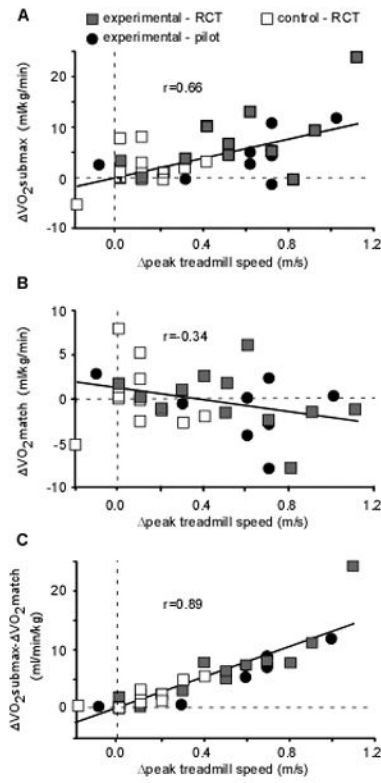 A
experimental - RCT
control - RCT
experimental - pilot
20
10
0
-10
ΔVO2submax (ml/kg/min)
r=0.66
0.0 0.4 0.8 1.2
Δpeak treadmill speed (m/s)
B
10
5
0
-5
-10
ΔVO2match (ml/kg/min)
r=-0.34
0.0 0.4 0.8 1.2
Δpeak treadmill speed (m/s)
C
20
10
0
-10
ΔVO2submax-ΔVO2match
(ml/min/kg)
r=0.89
0.0 0.4 0.8 1.2
Δpeak treadmill speed (m/s)